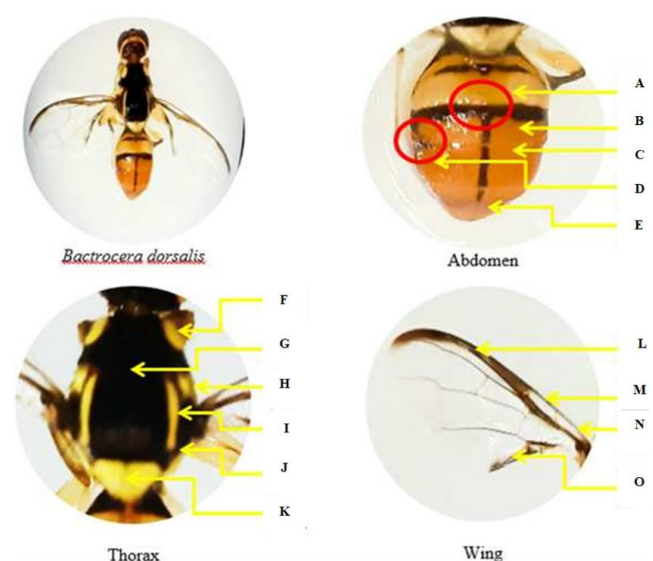 A
B
C
D
E
Bactrocera dorsalis
Abdomen
F
G
H
I
J
K
L
M
N
O
Thorax
Wing